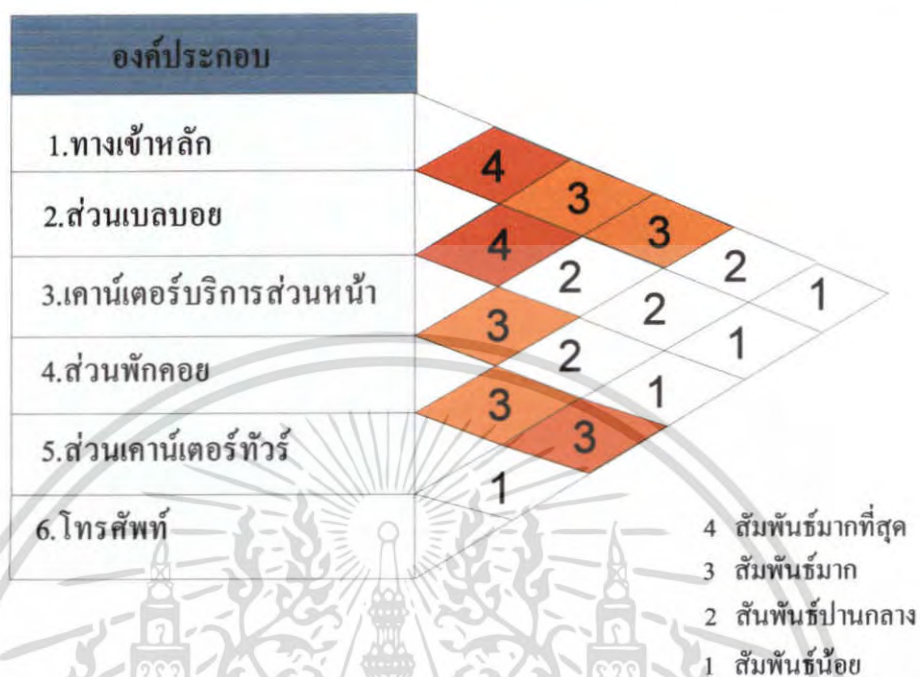 องค์ประกอบ
1.ทางเข้าหลัก
2.ส่วนเบลบอย
3.เคาน์เตอร์บริการส่วนหน้า
4.ส่วนพักคอย
5.ส่วนเคาน์เตอร์ทัวร์
6.โทรศัพท์
4 3 3 2 1
4 2 2 1
3 2 1
3 3
1
4 สัมพันธ์มากที่สุด
3 สัมพันธ์มาก
2 สันพันธ์ปานกลาง
1 สัมพันธ์น้อย